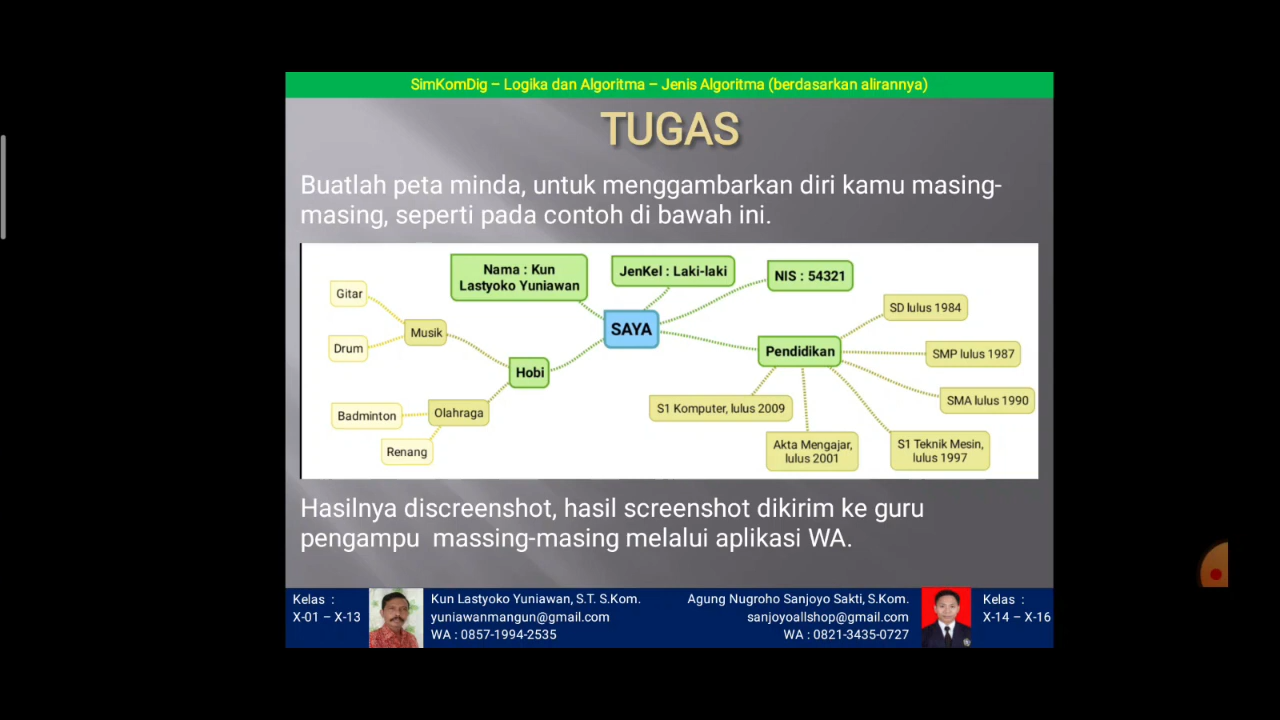 SimKomDig – Logika dan Algoritma – Jenis Algoritma (berdasarkan alirannya)
TUGAS
Buatlah peta minda, untuk menggambarkan diri kamu masing-
masing, seperti pada contoh di bawah ini.
Nama : Kun
Lastyoko Yuniawan
JenKel : Laki-laki
NIS : 54321
Gitar
Musik
Drum
SAYA
SD lulus 1984
Pendidikan
SMP lulus 1987
Hobi
SMA lulus 1990
Badminton
Olahraga
Renang
S1 Komputer, lulus 2009
Akta Mengajar,
lulus 2001
S1 Teknik Mesin,
lulus 1997
Hasilnya discreenshot, hasil screenshot dikirim ke guru
pengampu massing-masing melalui aplikasi WA.
Kelas :
X-01 – X-13
Kun Lastyoko Yuniawan, S.T. S.Kom.
yuniawanmangun@gmail.com
WA : 0857-1994-2535
Agung Nugroho Sanjoyo Sakti, S.Kom.
sanjoyoallshop@gmail.com
WA : 0821-3435-0727
Kelas :
X-14 – X-16